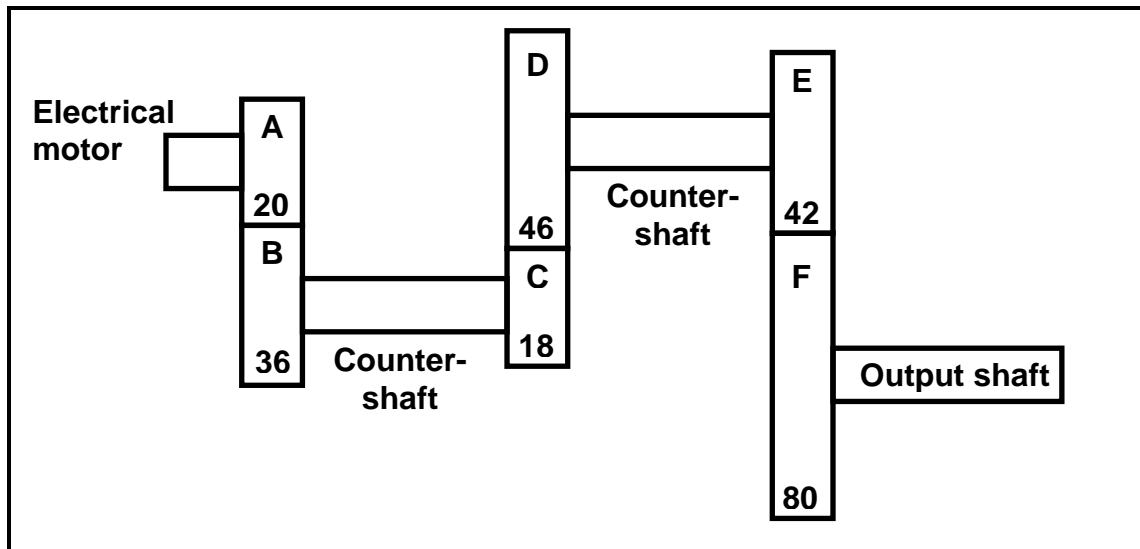 Electrical
motor
A
20
B
36
Counter-
shaft
D
46
C
18
Counter-
shaft
E
42
F
80
Output shaft